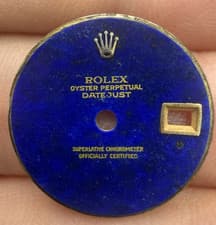 ROLEX
OYSTER PERPETUAL
DATEJUST
SUPERLATIVE CHRONOMETER
OFFICIALLY CERTIFIED